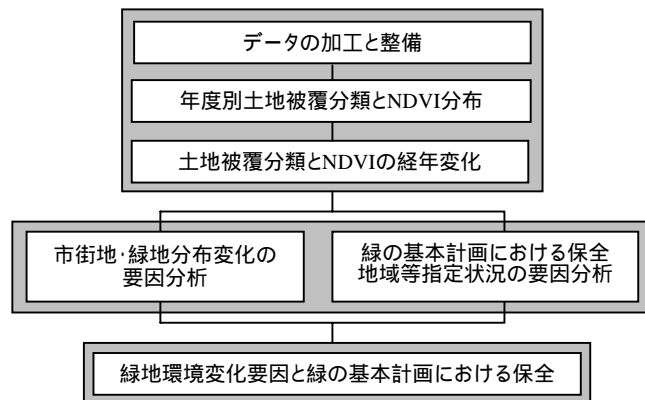 データの加工と整備
年度別土地被覆分類とNDVI分布
土地被覆分類とNDVIの経年変化
市街地・緑地分布変化の
要因分析
緑の基本計画における保全
地域等指定状況の要因分析
緑地環境変化要因と緑の基本計画における保全